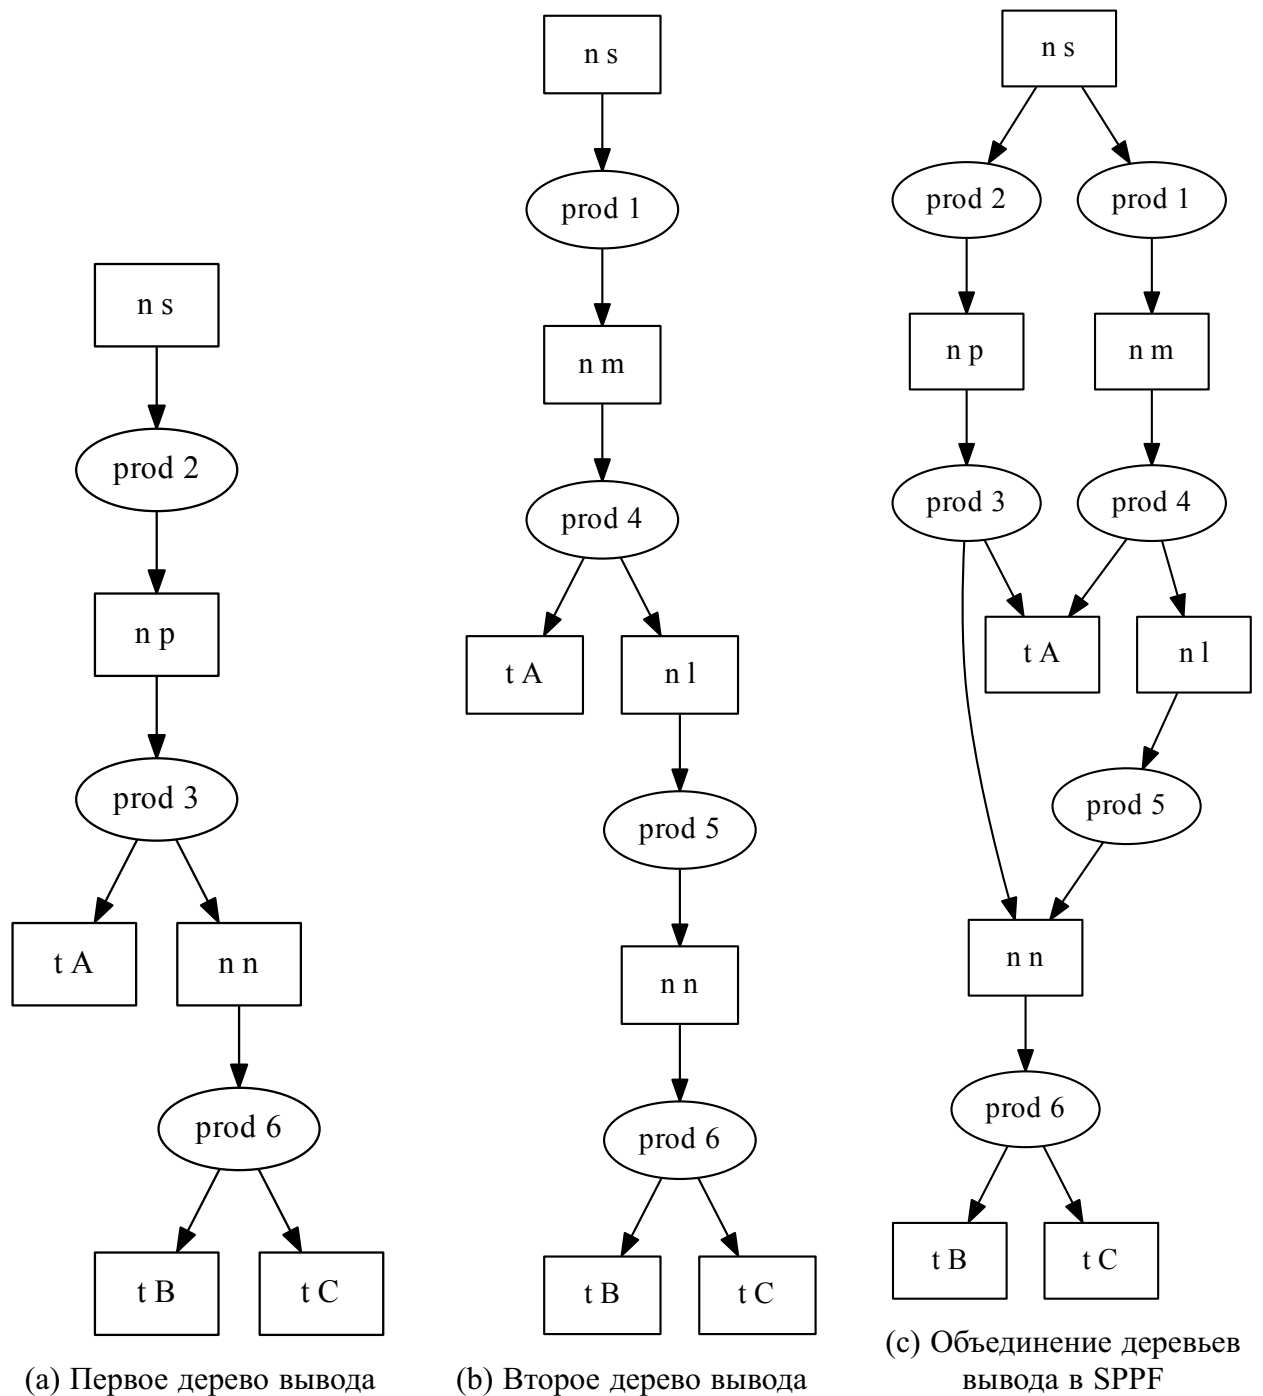 n s
prod 2
n p
prod 3
t A
n n
prod 6
t B
t C
(a) Первое дерево вывода
n s
prod 1
n m
prod 4
t A
n l
prod 5
n n
prod 6
t B
t C
(b) Второе дерево вывода
n s
prod 2
prod 1
n p
n m
prod 3
prod 4
t A
n l
prod 5
n n
prod 6
t B
t C
(c) Объединение деревьев
вывода в SPPF